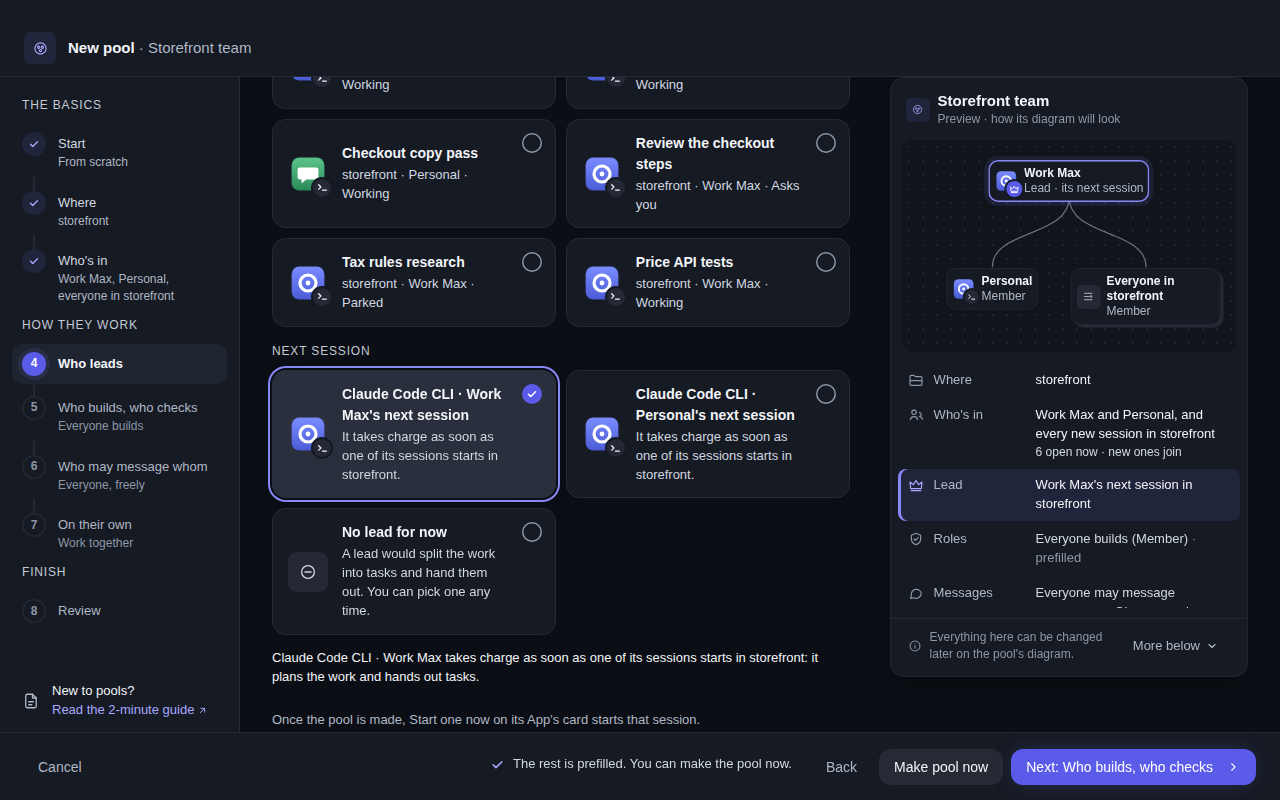 New pool · Storefront team
THE BASICS
Start
From scratch
Where
storefront
Who's in
Work Max, Personal,
everyone in storefront
HOW THEY WORK
4
Who leads
5
Who builds, who checks
Everyone builds
6
Who may message whom
Everyone, freely
7
On their own
Work together
FINISH
8
Review
New to pools?
Read the 2-minute guide
Working
Working
Checkout copy pass
storefront · Personal ·
Working
Review the checkout
steps
storefront · Work Max · Asks
you
Tax rules research
storefront · Work Max ·
Parked
Price API tests
storefront · Work Max ·
Working
NEXT SESSION
Claude Code CLI · Work
Max's next session
It takes charge as soon as
one of its sessions starts in
storefront.
Claude Code CLI ·
Personal's next session
It takes charge as soon as
one of its sessions starts in
storefront.
No lead for now
A lead would split the work
into tasks and hand them
out. You can pick one any
time.
Claude Code CLI · Work Max takes charge as soon as one of its sessions starts in storefront: it
plans the work and hands out tasks.
Once the pool is made, Start one now on its App's card starts that session.
Storefront team
Preview · how its diagram will look
Work Max
Lead · its next session
Personal
Member
Everyone in
storefront
Member
Where
storefront
Who's in
Work Max and Personal, and
every new session in storefront
6 open now · new ones join
Lead
Work Max's next session in
storefront
Roles
Everyone builds (Member) ·
prefilled
Messages
Everyone may message
Everything here can be changed
later on the pool's diagram.
More below
Cancel
The rest is prefilled. You can make the pool now.
Back
Make pool now
Next: Who builds, who checks